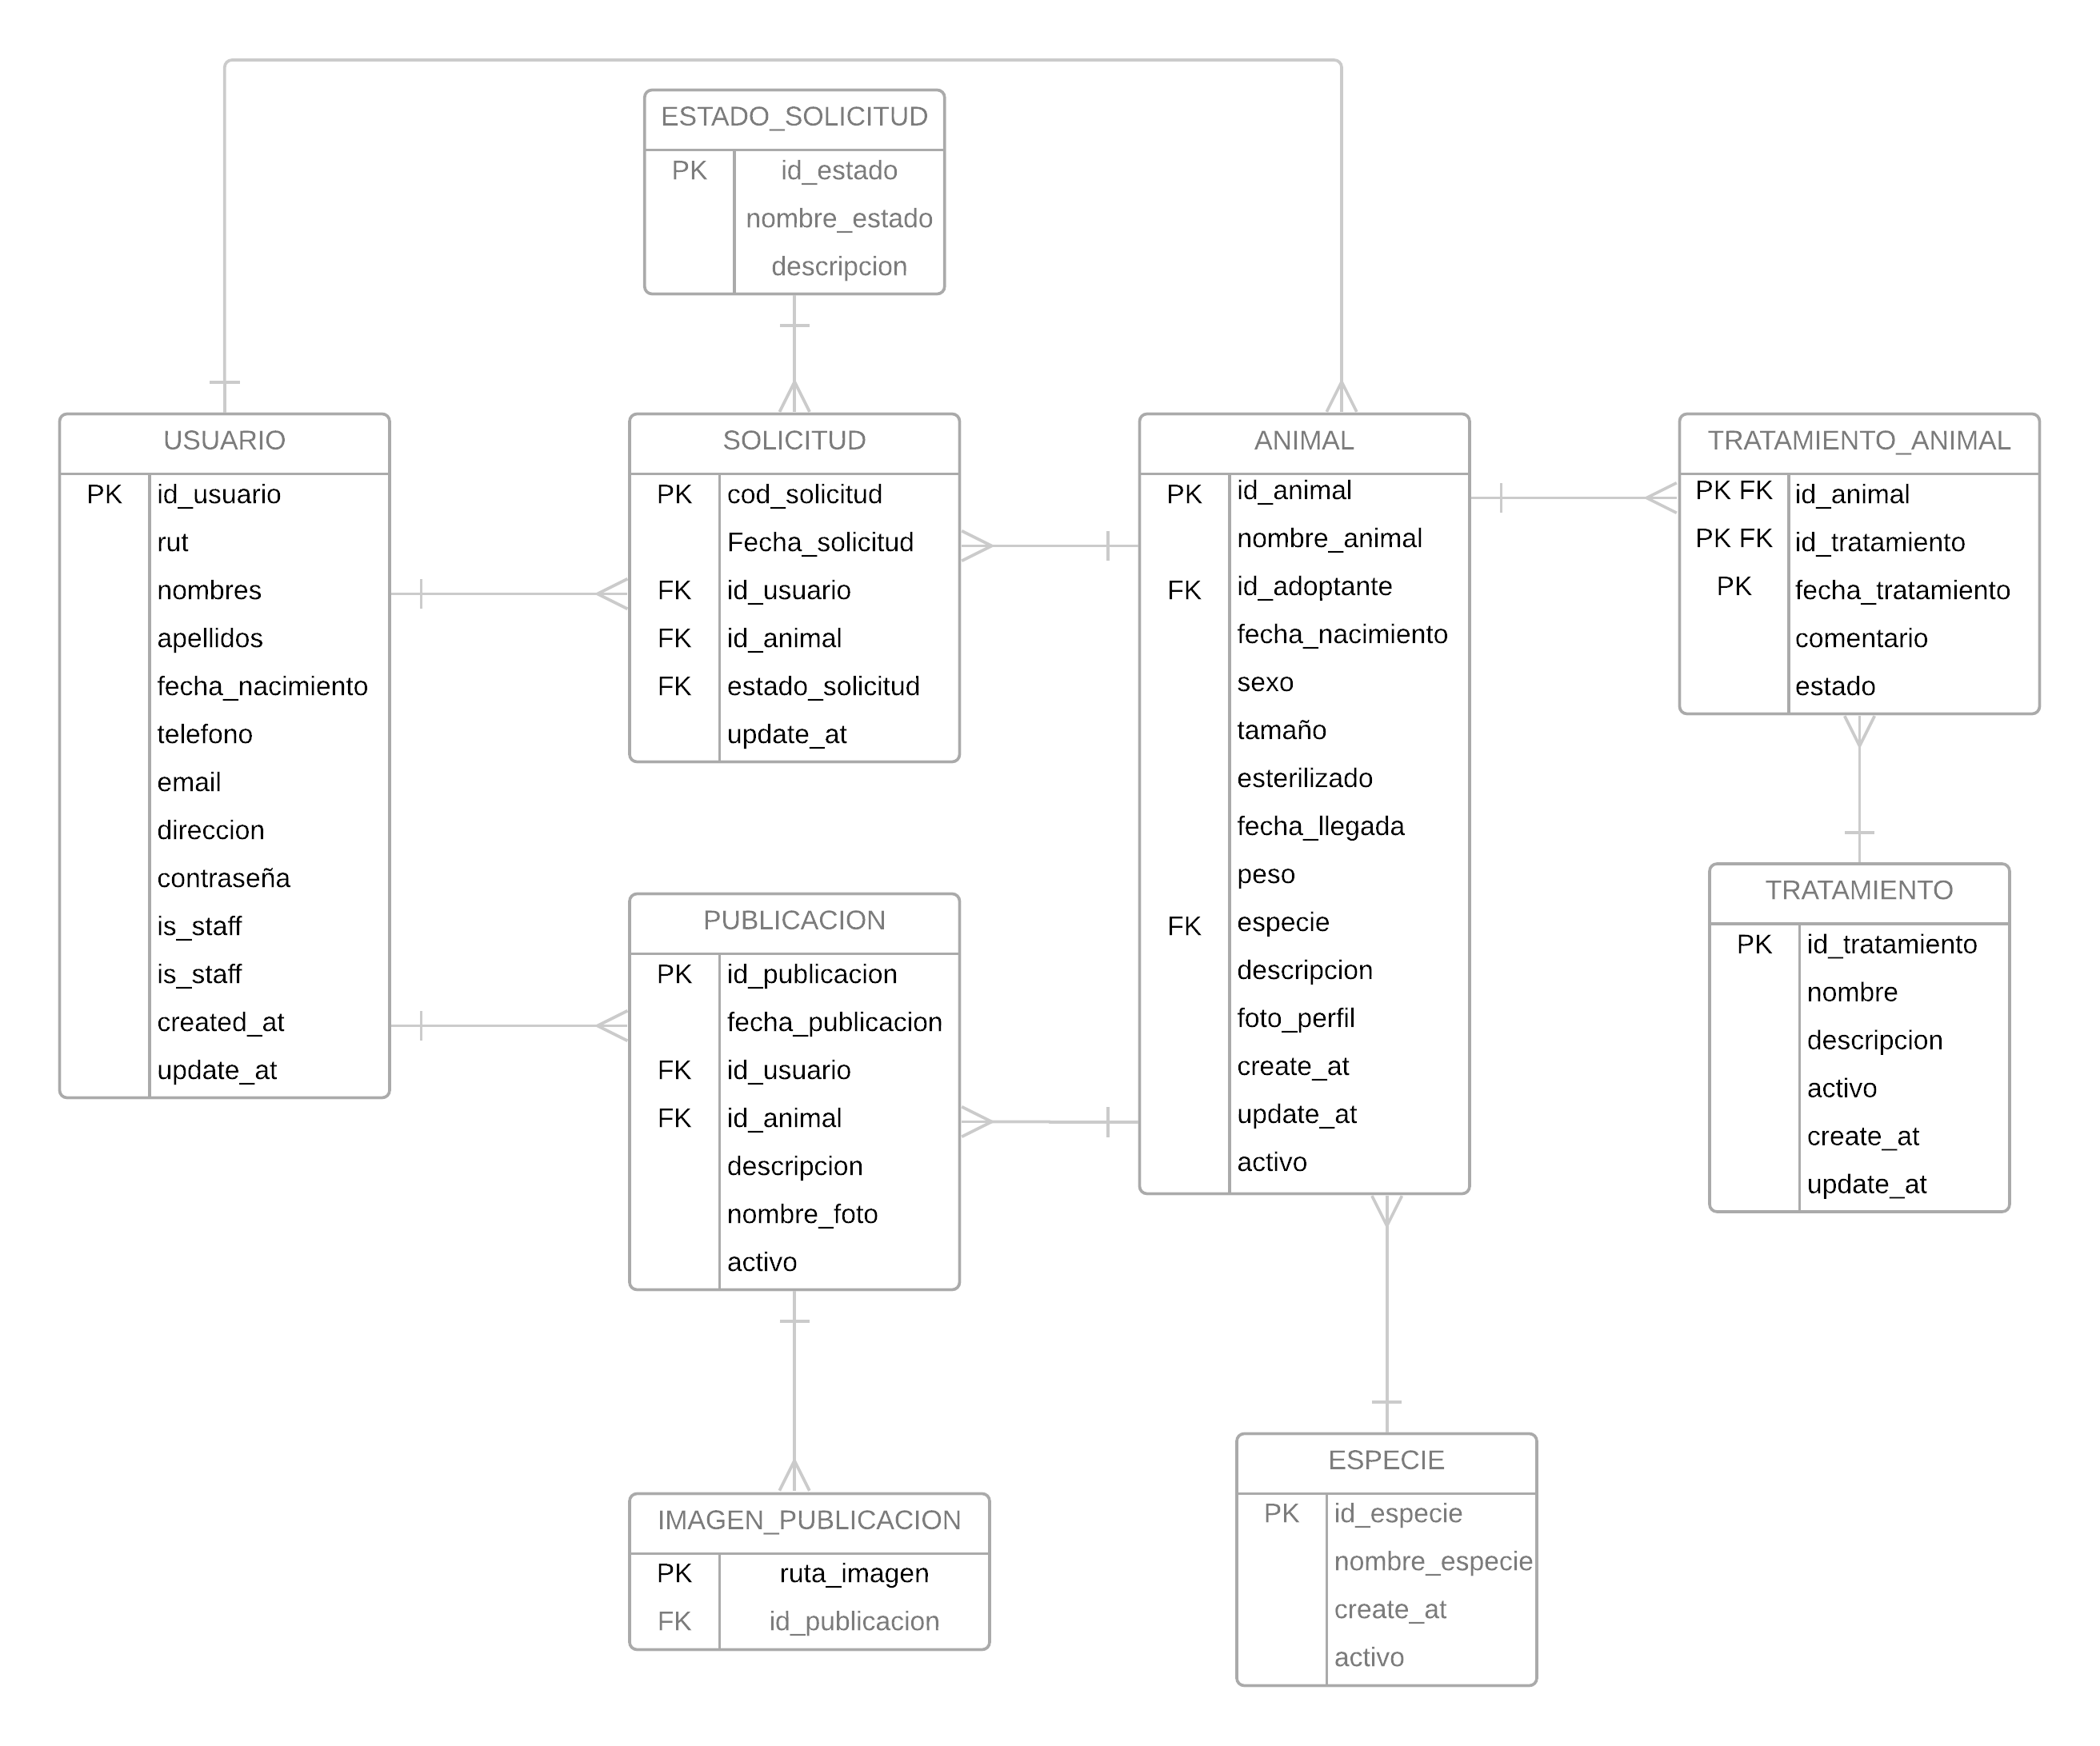 ESTADO_SOLICITUD
PK id_estado
nombre_estado
descripcion
USUARIO
PK id_usuario
rut
nombres
apellidos
fecha_nacimiento
telefono
email
direccion
contraseña
is_staff
is_staff
created_at
update_at
SOLICITUD
PK cod_solicitud
Fecha_solicitud
FK id_usuario
FK id_animal
FK estado_solicitud
update_at
ANIMAL
PK id_animal
nombre_animal
FK id_adoptante
fecha_nacimiento
sexo
tamaño
esterilizado
fecha_llegada
peso
FK especie
descripcion
foto_perfil
create_at
update_at
activo
TRATAMIENTO_ANIMAL
PK FK id_animal
PK FK id_tratamiento
PK fecha_tratamiento
comentario
estado
PUBLICACION
PK id_publicacion
fecha_publicacion
FK id_usuario
FK id_animal
descripcion
nombre_foto
activo
TRATAMIENTO
PK id_tratamiento
nombre
descripcion
activo
create_at
update_at
IMAGEN_PUBLICACION
PK ruta_imagen
FK id_publicacion
ESPECIE
PK id_especie
nombre_especie
create_at
activo